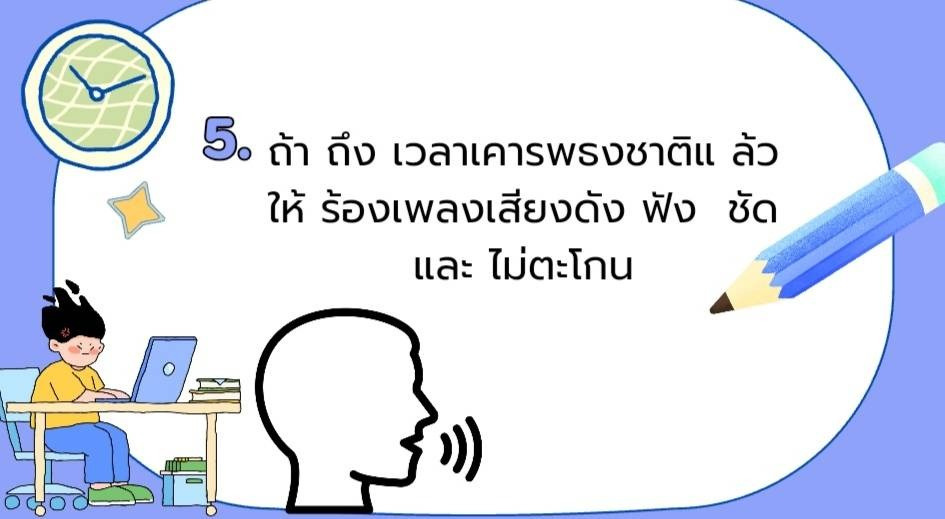 5. ถ้า ถึง เวลาเคารพธงชาติแ ล้ว
ให้ ร้องเพลงเสียงดัง ฟัง ชัด
และ ไม่ตะโกน